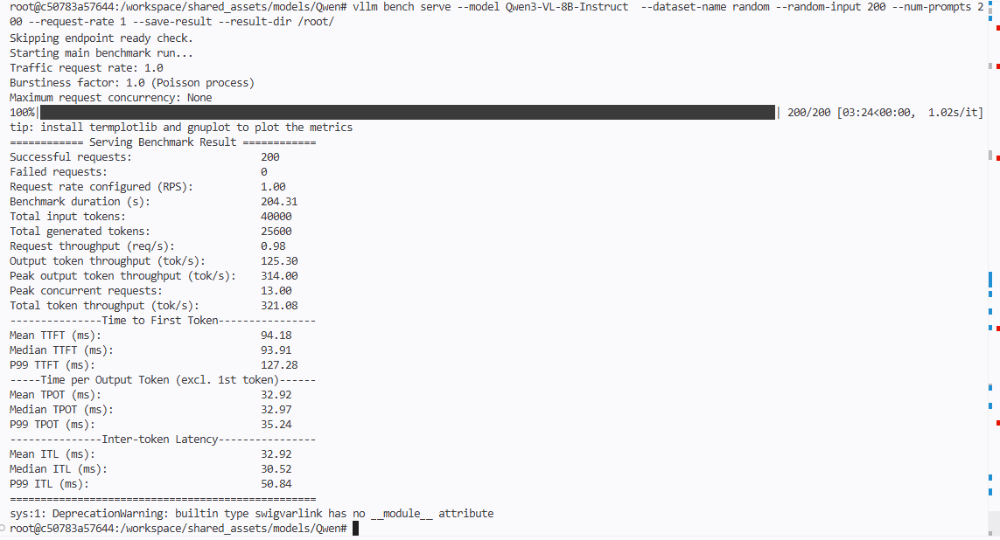 root@c50783a57644:/workspace/shared_assets/models/Qwen# vllm bench serve --model Qwen3-VL-8B-Instruct  --dataset-name random --random-input 200 --num-prompts 2
00 --request-rate 1 --save-result --result-dir /root/
Skipping endpoint ready check.
Starting main benchmark run...
Traffic request rate: 1.0
Burstiness factor: 1.0 (Poisson process)
Maximum request concurrency: None
100%| | 200/200 [03:24<00:00,  1.02s/it]
tip: install termplotlib and gnuplot to plot the metrics
============ Serving Benchmark Result ============
Successful requests:                     200
Failed requests:                         0
Request rate configured (RPS):           1.00
Benchmark duration (s):                  204.31
Total input tokens:                      40000
Total generated tokens:                  25600
Request throughput (req/s):              0.98
Output token throughput (tok/s):         125.30
Peak output token throughput (tok/s):    314.00
Peak concurrent requests:                13.00
Total token throughput (tok/s):          321.08
---------------Time to First Token----------------
Mean TTFT (ms):                          94.18
Median TTFT (ms):                        93.91
P99 TTFT (ms):                           127.28
-----Time per Output Token (excl. 1st token)------
Mean TPOT (ms):                          32.92
Median TPOT (ms):                        32.97
P99 TPOT (ms):                           35.24
---------------Inter-token Latency----------------
Mean ITL (ms):                           32.92
Median ITL (ms):                         30.52
P99 ITL (ms):                            50.84
==================================================
sys:1: DeprecationWarning: builtin type swigvarlink has no __module__ attribute
root@c50783a57644:/workspace/shared_assets/models/Qwen#